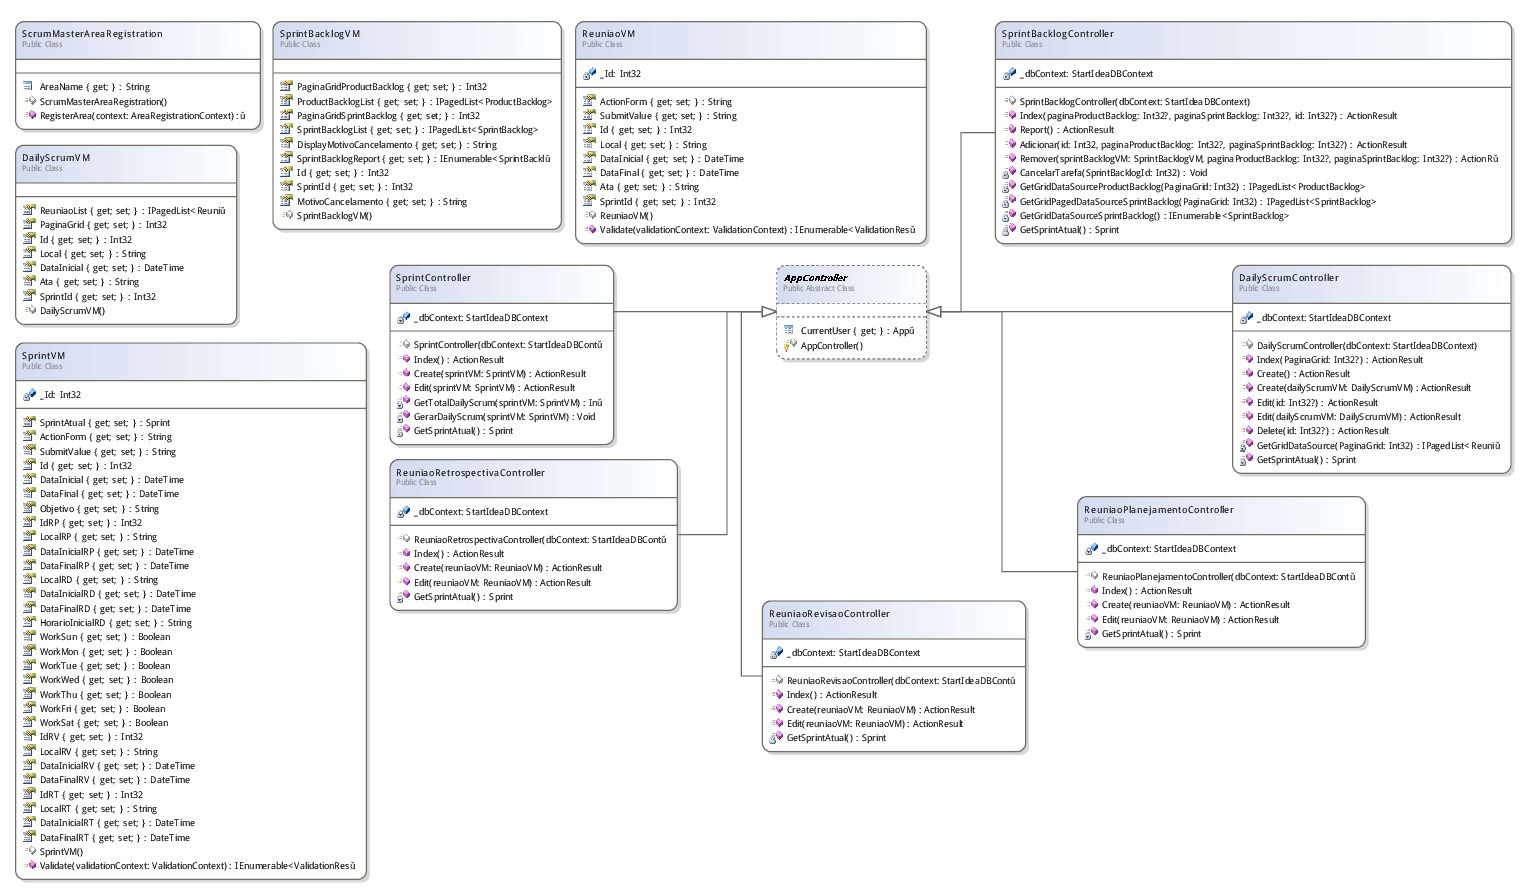 ScrumMasterAreaRegistration
Public Class
AreaName { get; } : String
ScrumMasterAreaRegistration()
RegisterArea(context: AreaRegistrationContext) : ũ
SprintBacklogVM
Public Class
PaginaGridProductBacklog { get; set; } : Int32
ProductBacklogList { get; set; } : IPagedList<ProductBacklog>
PaginaGridSprintBacklog { get; set; } : Int32
SprintBacklogList { get; set; } : IPagedList<SprintBacklog>
DisplayMotivoCancelamento { get; set; } : String
SprintBacklogReport { get; set; } : IEnumerable<SprintBacklũ
Id { get; set; } : Int32
SprintId { get; set; } : Int32
MotivoCancelamento { get; set; } : String
SprintBacklogVM()
ReuniaoVM
Public Class
_Id: Int32
ActionForm { get; set; } : String
SubmitValue { get; set; } : String
Id { get; set; } : Int32
Local { get; set; } : String
DataInicial { get; set; } : DateTime
DataFinal { get; set; } : DateTime
Ata { get; set; } : String
SprintId { get; set; } : Int32
ReuniaoVM()
Validate(validationContext: ValidationContext) : IEnumerable<ValidationResũ
SprintBacklogController
Public Class
_dbContext: StartIdeaDBContext
SprintBacklogController(dbContext: StartIdeaDBContext)
Index(paginaProductBacklog: Int32?, paginaSprintBacklog: Int32?, id: Int32?) : ActionResult
Report() : ActionResult
Adicionar(id: Int32, paginaProductBacklog: Int32?, paginaSprintBacklog: Int32?) : ActionResult
Remover(sprintBacklogVM: SprintBacklogVM, paginaProductBacklog: Int32?, paginaSprintBacklog: Int32?) : ActionRũ
CancelarTarefa(SprintBacklogId: Int32) : Void
GetGridDataSourceProductBacklog(PaginaGrid: Int32) : IPagedList<ProductBacklog>
GetGridPagedDataSourceSprintBacklog(PaginaGrid: Int32) : IPagedList<SprintBacklog>
GetGridDataSourceSprintBacklog() : IEnumerable<SprintBacklog>
GetSprintAtual() : Sprint
DailyScrumVM
Public Class
ReuniaoList { get; set; } : IPagedList<Reuniũ
PaginaGrid { get; set; } : Int32
Id { get; set; } : Int32
Local { get; set; } : String
DataInicial { get; set; } : DateTime
Ata { get; set; } : String
SprintId { get; set; } : Int32
DailyScrumVM()
SprintController
Public Class
_dbContext: StartIdeaDBContext
SprintController(dbContext: StartIdeaDBContũ
Index() : ActionResult
Create(sprintVM: SprintVM) : ActionResult
Edit(sprintVM: SprintVM) : ActionResult
GetTotalDailyScrum(sprintVM: SprintVM) : Inũ
GerarDailyScrum(sprintVM: SprintVM) : Void
GetSprintAtual() : Sprint
AppController
Public Abstract Class
CurrentUser { get; } : Appũ
AppController()
DailyScrumController
Public Class
_dbContext: StartIdeaDBContext
DailyScrumController(dbContext: StartIdeaDBContext)
Index(PaginaGrid: Int32?) : ActionResult
Create() : ActionResult
Create(dailyScrumVM: DailyScrumVM) : ActionResult
Edit(id: Int32?) : ActionResult
Edit(dailyScrumVM: DailyScrumVM) : ActionResult
Delete(id: Int32?) : ActionResult
GetGridDataSource(PaginaGrid: Int32) : IPagedList<Reuniũ
GetSprintAtual() : Sprint
SprintVM
Public Class
_Id: Int32
SprintAtual { get; set; } : Sprint
ActionForm { get; set; } : String
SubmitValue { get; set; } : String
Id { get; set; } : Int32
DataInicial { get; set; } : DateTime
DataFinal { get; set; } : DateTime
Objetivo { get; set; } : String
IdRP { get; set; } : Int32
LocalRP { get; set; } : String
DataInicialRP { get; set; } : DateTime
DataFinalRP { get; set; } : DateTime
LocalRD { get; set; } : String
DataInicialRD { get; set; } : DateTime
DataFinalRD { get; set; } : DateTime
HorarioInicialRD { get; set; } : String
WorkSun { get; set; } : Boolean
WorkMon { get; set; } : Boolean
WorkTue { get; set; } : Boolean
WorkWed { get; set; } : Boolean
WorkThu { get; set; } : Boolean
WorkFri { get; set; } : Boolean
WorkSat { get; set; } : Boolean
IdRV { get; set; } : Int32
LocalRV { get; set; } : String
DataInicialRV { get; set; } : DateTime
DataFinalRV { get; set; } : DateTime
IdRT { get; set; } : Int32
LocalRT { get; set; } : String
DataInicialRT { get; set; } : DateTime
DataFinalRT { get; set; } : DateTime
SprintVM()
Validate(validationContext: ValidationContext) : IEnumerable<ValidationResũ
ReuniaoRetrospectivaController
Public Class
_dbContext: StartIdeaDBContext
ReuniaoRetrospectivaController(dbContext: StartIdeaDBContũ
Index() : ActionResult
Create(reuniaoVM: ReuniaoVM) : ActionResult
Edit(reuniaoVM: ReuniaoVM) : ActionResult
GetSprintAtual() : Sprint
ReuniaoPlanejamentoController
Public Class
_dbContext: StartIdeaDBContext
ReuniaoPlanejamentoController(dbContext: StartIdeaDBContũ
Index() : ActionResult
Create(reuniaoVM: ReuniaoVM) : ActionResult
Edit(reuniaoVM: ReuniaoVM) : ActionResult
GetSprintAtual() : Sprint
ReuniaoRevisaoController
Public Class
_dbContext: StartIdeaDBContext
ReuniaoRevisaoController(dbContext: StartIdeaDBContũ
Index() : ActionResult
Create(reuniaoVM: ReuniaoVM) : ActionResult
Edit(reuniaoVM: ReuniaoVM) : ActionResult
GetSprintAtual() : Sprint